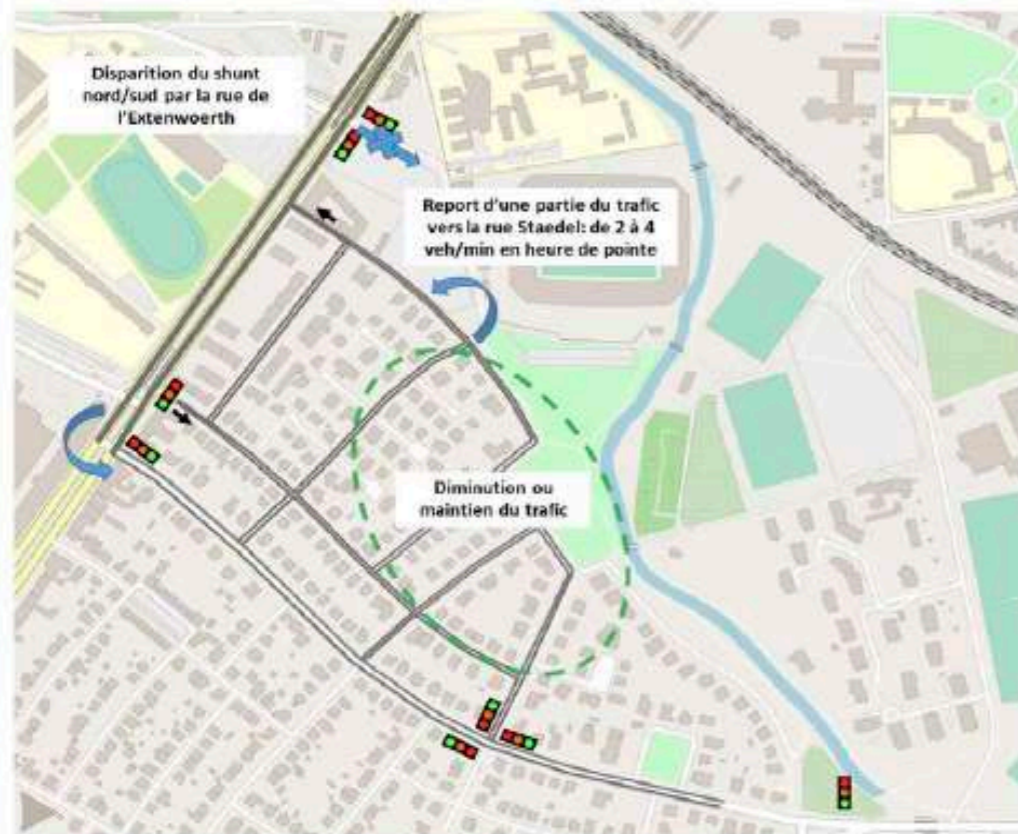 Disparition du shunt
nord/sud par la rue de
l'Extenwoerth
Report d'une partie du trafic
vers la rue Staedel: de 2 à 4
veh/min en heure de pointe
Diminution ou
maintien du trafic